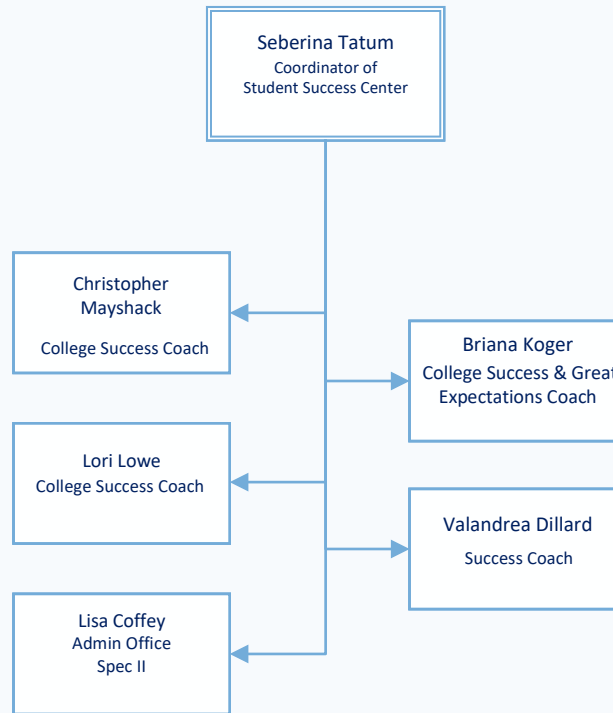 Seberina Tatum
Coordinator of
Student Success Center
Christopher
Mayshack
College Success Coach
Briana Koger
College Success & Great
Expectations Coach
Lori Lowe
College Success Coach
Valandrea Dillard
Success Coach
Lisa Coffey
Admin Office
Spec II